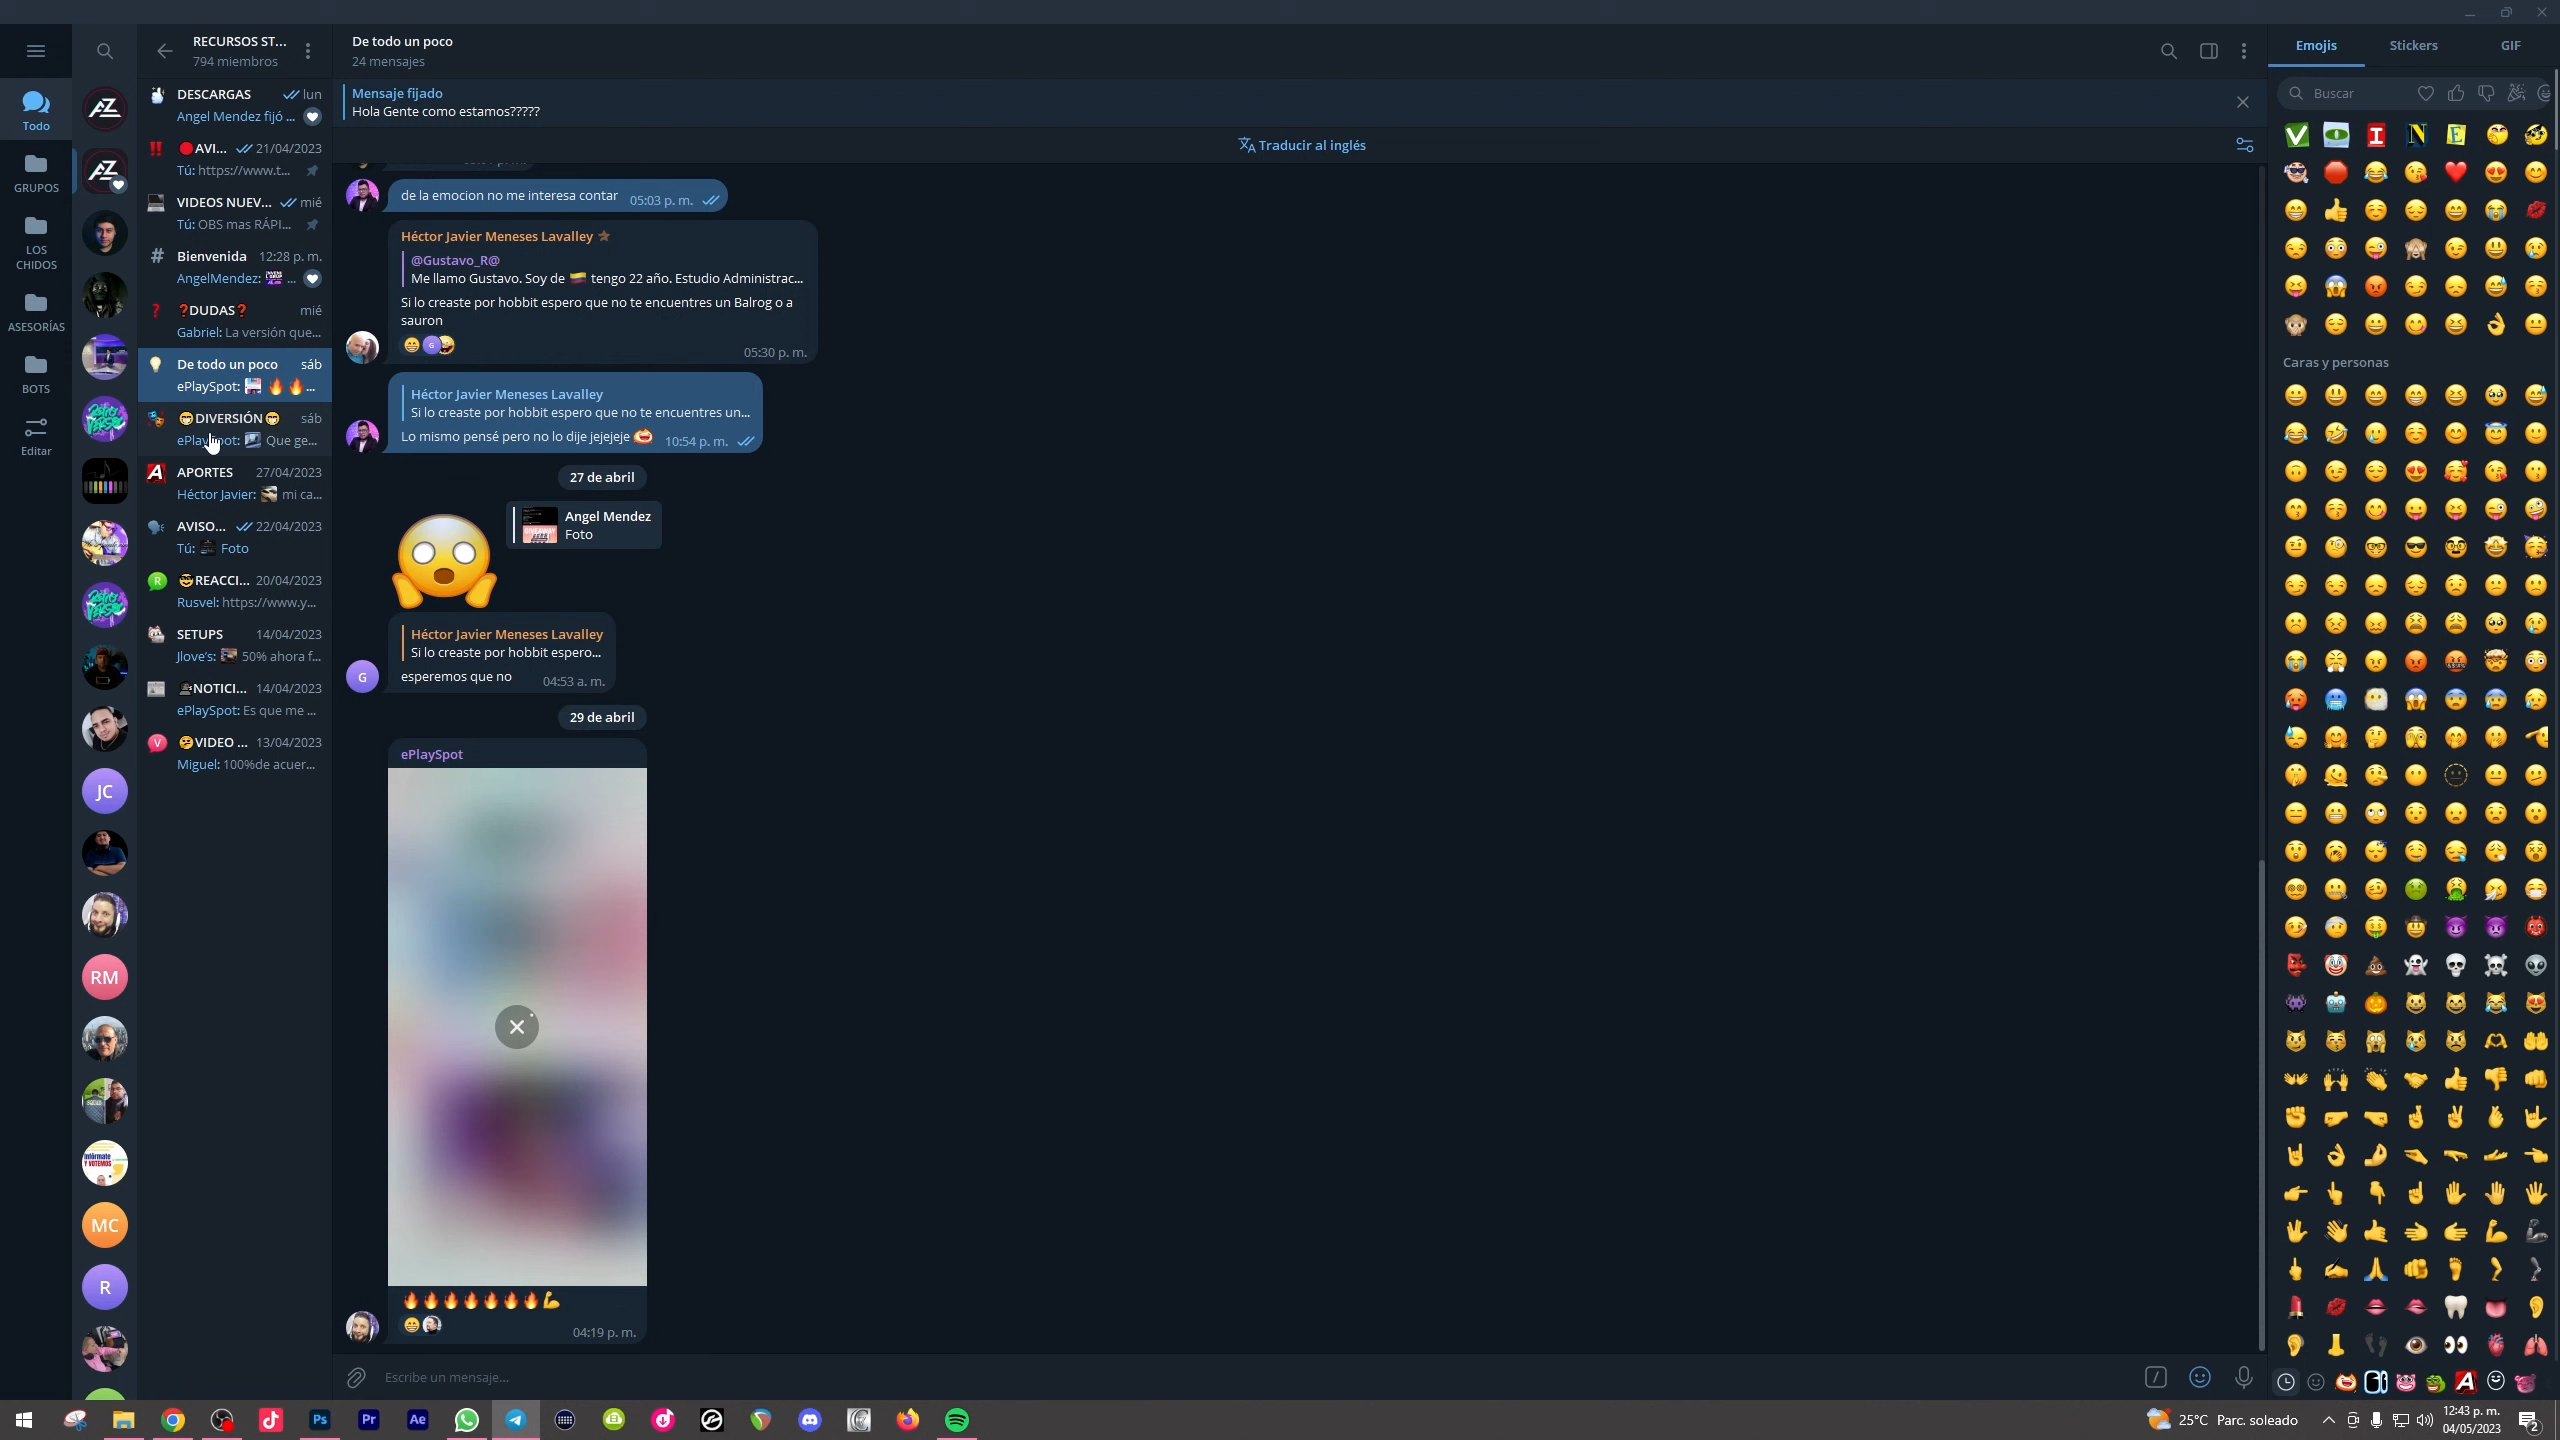 Todo
GRUPOS
LOS
CHIDOS
ASESORÍAS
BOTS
Editar
JC
RM
MC
R
RECURSOS ST...
794 miembros
DESCARGAS lun
Angel Mendez fijó ...
AVI... 21/04/2023
Tú: https://www.t...
VIDEOS NUEV... mié
Tú: OBS mas RÁPI...
# Bienvenida 12:28 p. m.
AngelMendez: ...
❓DUDAS❓ mié
Gabriel: La versión que...
De todo un poco sáb
ePlaySpot: 🔥🔥...
😁DIVERSIÓN😁 sáb
ePlaySpot: Que ge...
A APORTES 27/04/2023
Héctor Javier: mi ca...
AVISO... 22/04/2023
Tú: Foto
R 😎REACCI... 20/04/2023
Rusvel: https://www.y...
SETUPS 14/04/2023
Jlove's: 50% ahora f...
NOTICI... 14/04/2023
ePlaySpot: Es que me ...
V 🤔VIDEO ... 13/04/2023
Miguel: 100%de acuer...
De todo un poco
24 mensajes
Mensaje fijado
Hola Gente como estamos?????
Traducir al inglés
de la emocion no me interesa contar 05:03 p. m.
Héctor Javier Meneses Lavalley
@Gustavo_R@
Me llamo Gustavo. Soy de 🇨🇴 tengo 22 año. Estudio Administrac...
Si lo creaste por hobbit espero que no te encuentres un Balrog o a
sauron
G
05:30 p. m.
Héctor Javier Meneses Lavalley
Si lo creaste por hobbit espero que no te encuentres un...
Lo mismo pensé pero no lo dije jejejeje 10:54 p. m.
27 de abril
Angel Mendez
Foto
Héctor Javier Meneses Lavalley
Si lo creaste por hobbit espero...
G
esperemos que no 04:53 a. m.
29 de abril
ePlaySpot
🔥🔥🔥🔥🔥🔥🔥💪
04:19 p. m.
Escribe un mensaje...
Emojis Stickers GIF
Buscar
I N E
Caras y personas
Ps Pr Ae
25°C Parc. soleado
12:43 p. m.
04/05/2023
2